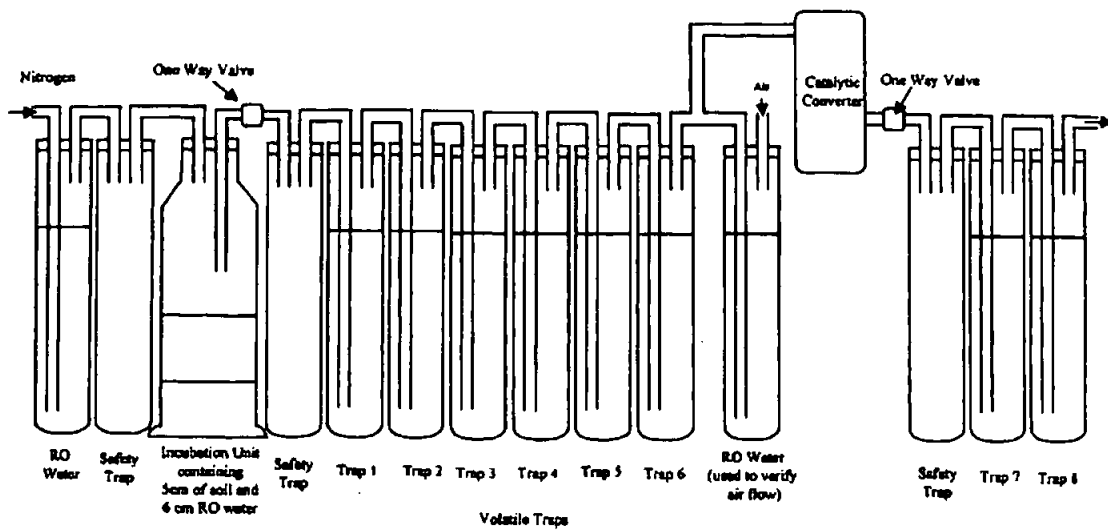 Nitrogen
One Way Valve
Air
Catalytic
Converter
One Way Valve
RO
Water
Safety
Trap
Incubation Unit
containing
5cm of soil and
6 cm RO water
Safety
Trap
Trap 1
Trap 2
Trap 3
Trap 4
Trap 5
Trap 6
RO Water
(used to verify
air flow)
Safety
Trap
Trap 7
Trap 8
Volatile Traps